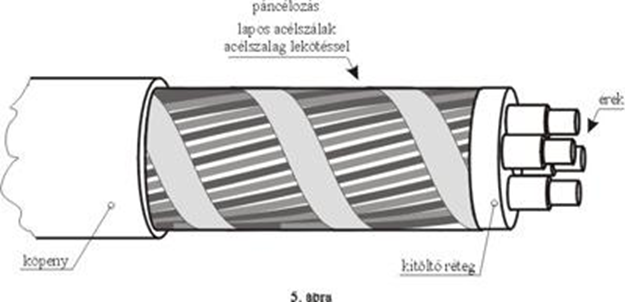 páncélozás
lapos acélszálak
acélszalag lekötéssel
erek
köpeny
kitöltő réteg
5. ábra